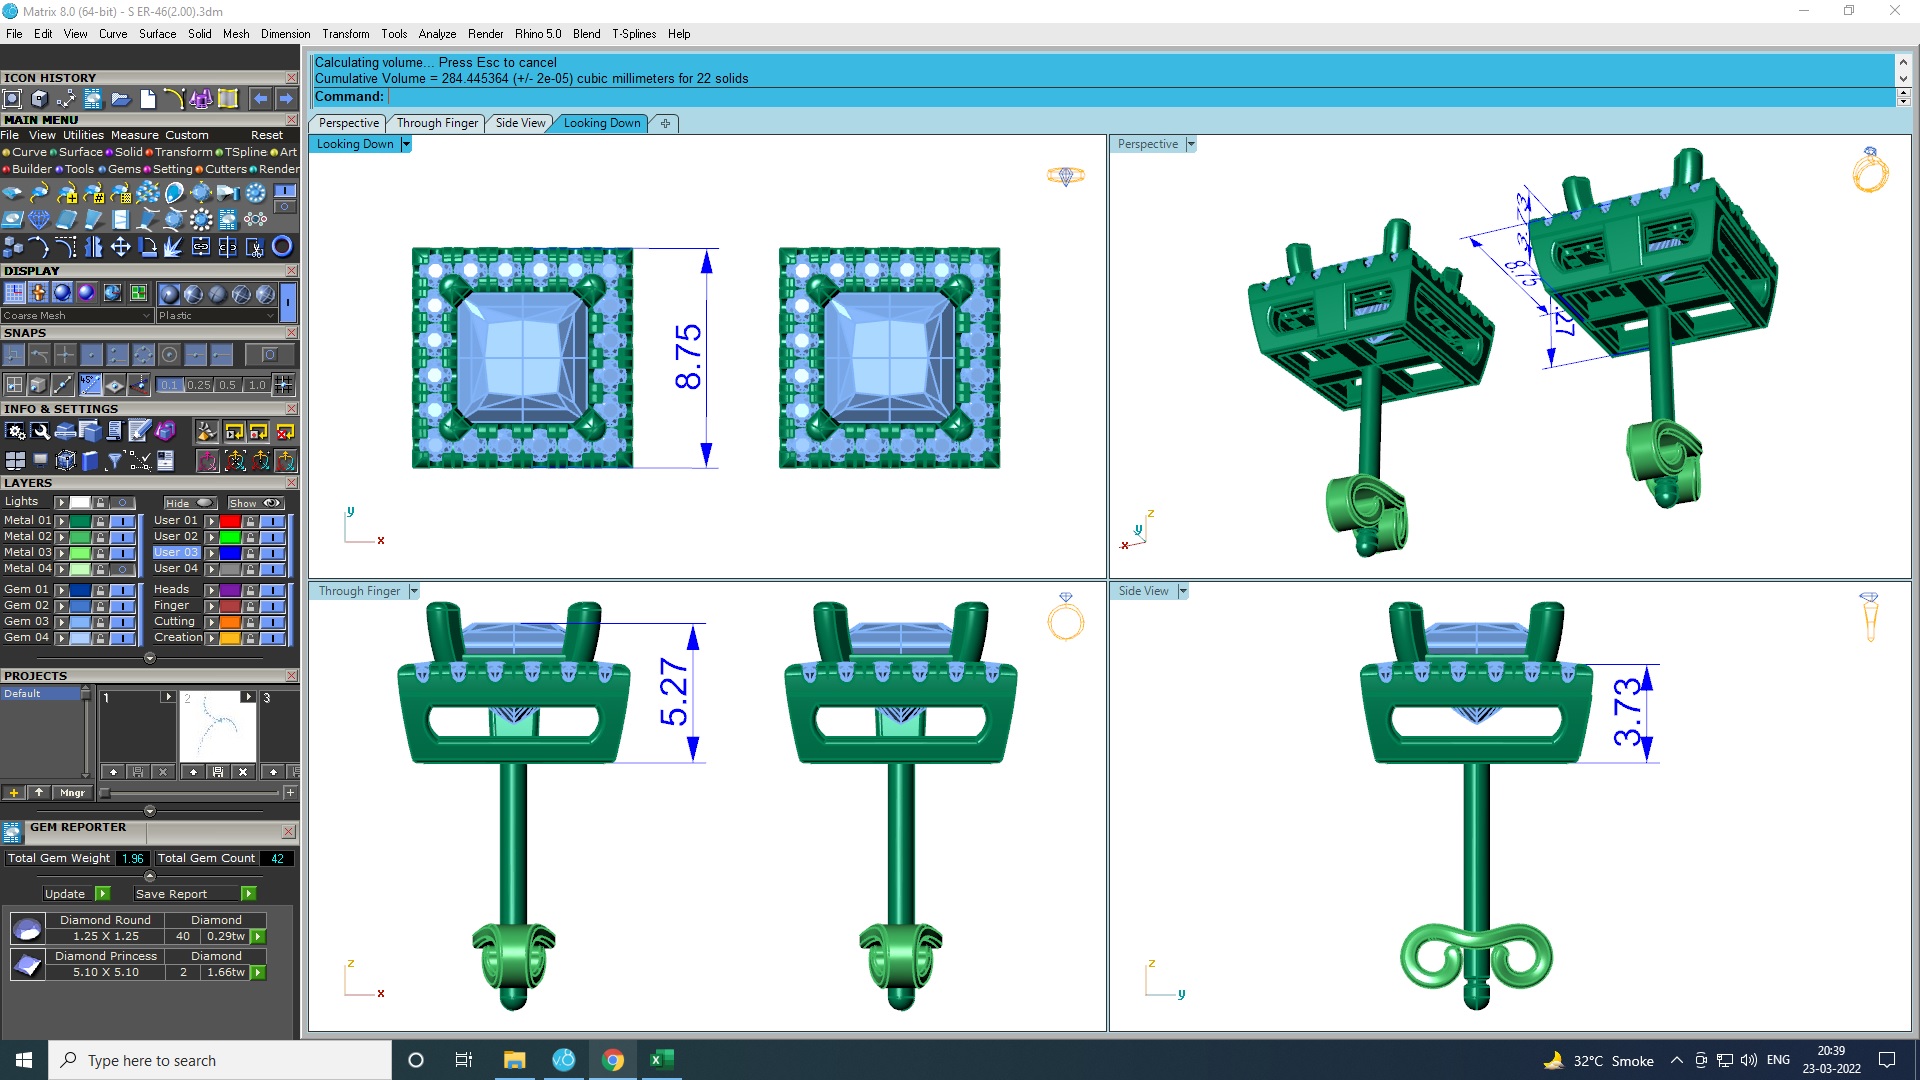 Matrix 8.0 (64-bit) - S ER-46(2.00).3dm
File Edit View Curve Surface Solid Mesh Dimension Transform Tools Analyze Render Rhino 5.0 Blend T-Splines Help
ICON HISTORY
MAIN MENU
File View Utilities Measure Custom Reset
Curve Surface Solid Transform TSpline Art
Builder Tools Gems Setting Cutters Render
DISPLAY
Coarse Mesh Plastic
SNAPS
45°
0.1 0.25 0.5 1.0
INFO & SETTINGS
LAYERS
Lights Hide Show
Metal 01 User 01
Metal 02 User 02
Metal 03 User 03
Metal 04 User 04
Gem 01 Heads
Gem 02 Finger
Gem 03 Cutting
Gem 04 Creation
PROJECTS
Default
1 2 3
Mngr
GEM REPORTER
Total Gem Weight 1.96 Total Gem Count 42
Update Save Report
Diamond Round Diamond
1.25 X 1.25 40 0.29tw
Diamond Princess Diamond
5.10 X 5.10 2 1.66tw
Calculating volume... Press Esc to cancel
Cumulative Volume = 284.445364 (+/- 2e-05) cubic millimeters for 22 solids
Command:
Perspective Through Finger Side View Looking Down
Looking Down
8.75
y
x
Perspective
3.73
8.75
.27
z
y
x
Through Finger
5.27
z
x
Side View
3.73
z
y
Type here to search
32°C Smoke
ENG
20:39
23-03-2022